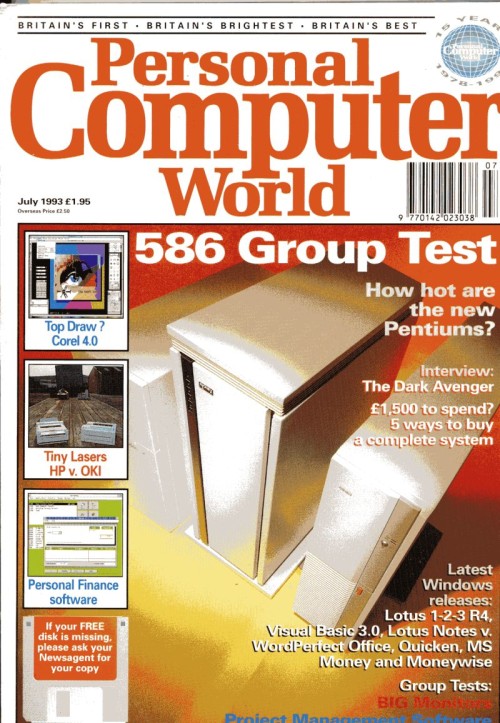 BRITAIN'S FIRST • BRITAIN'S BRIGHTEST • BRITAIN'S BEST
15 YEAR
Personal
Computer
World
1978-199
Personal
Computer
World
07
July 1993 £1.95
Overseas Price £2.50
9 770142 023038
586 Group Test
How hot are
the new
Pentiums?
Top Draw ?
Corel 4.0
Interview:
The Dark Avenger
£1,500 to spend?
5 ways to buy
a complete system
Tiny Lasers
HP v. OKI
Personal Finance
software
Latest
Windows
releases:
Lotus 1-2-3 R4,
Visual Basic 3.0, Lotus Notes v.
WordPerfect Office, Quicken, MS
Money and Moneywise
If your FREE
disk is missing,
please ask your
Newsagent for
your copy
Group Tests:
BIG Monitors
Project Management Software